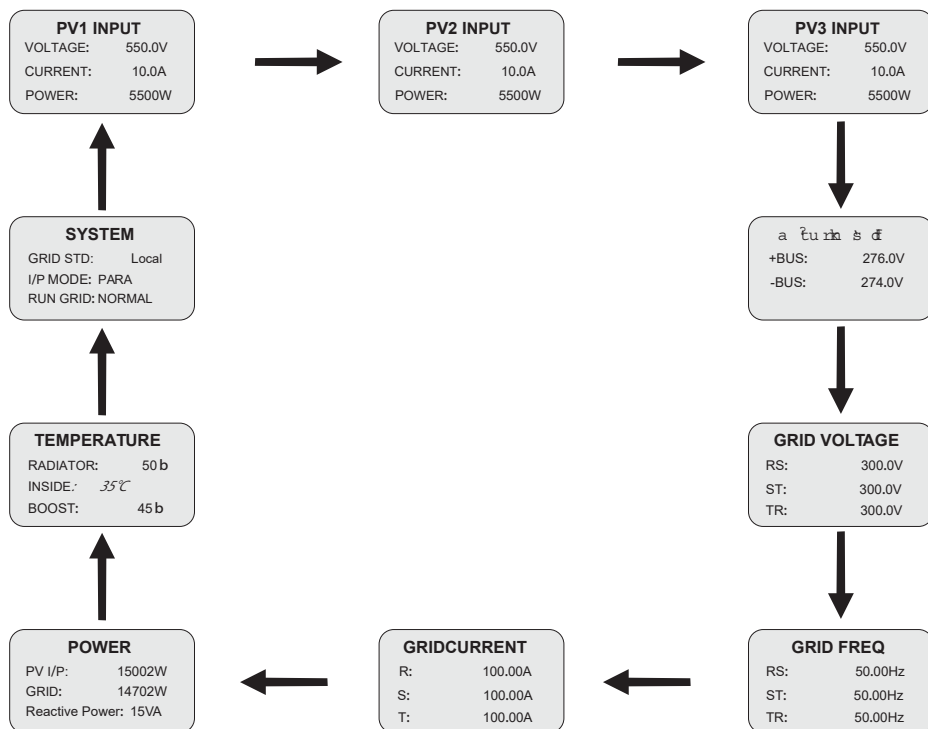 PV1 INPUT
VOLTAGE: 550.0V
CURRENT: 10.0A
POWER: 5500W
PV2 INPUT
VOLTAGE: 550.0V
CURRENT: 10.0A
POWER: 5500W
PV3 INPUT
VOLTAGE: 550.0V
CURRENT: 10.0A
POWER: 5500W
SYSTEM
GRID STD: Local
I/P MODE: PARA
RUN GRID: NORMAL
+BUS: 276.0V
-BUS: 274.0V
TEMPERATURE
RADIATOR: 50b
INSIDE.: 35℃
BOOST: 45b
GRID VOLTAGE
RS: 300.0V
ST: 300.0V
TR: 300.0V
POWER
PV I/P: 15002W
GRID: 14702W
Reactive Power: 15VA
GRIDCURRENT
R: 100.00A
S: 100.00A
T: 100.00A
GRID FREQ
RS: 50.00Hz
ST: 50.00Hz
TR: 50.00Hz